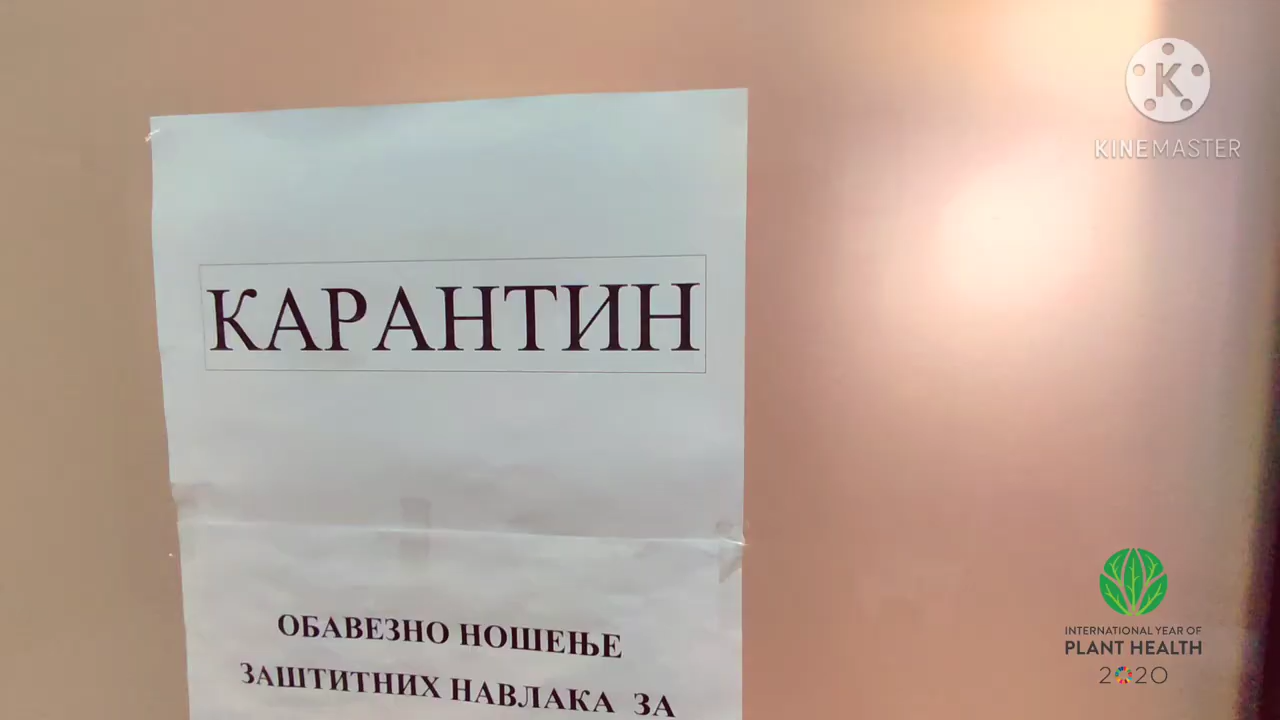 КАРАНТИН
ОБАВЕЗНО НОШЕЊЕ
ЗАШТИТНИХ НАВЛАКА ЗА
K
KINEMASTER
INTERNATIONAL YEAR OF
PLANT HEALTH
2020